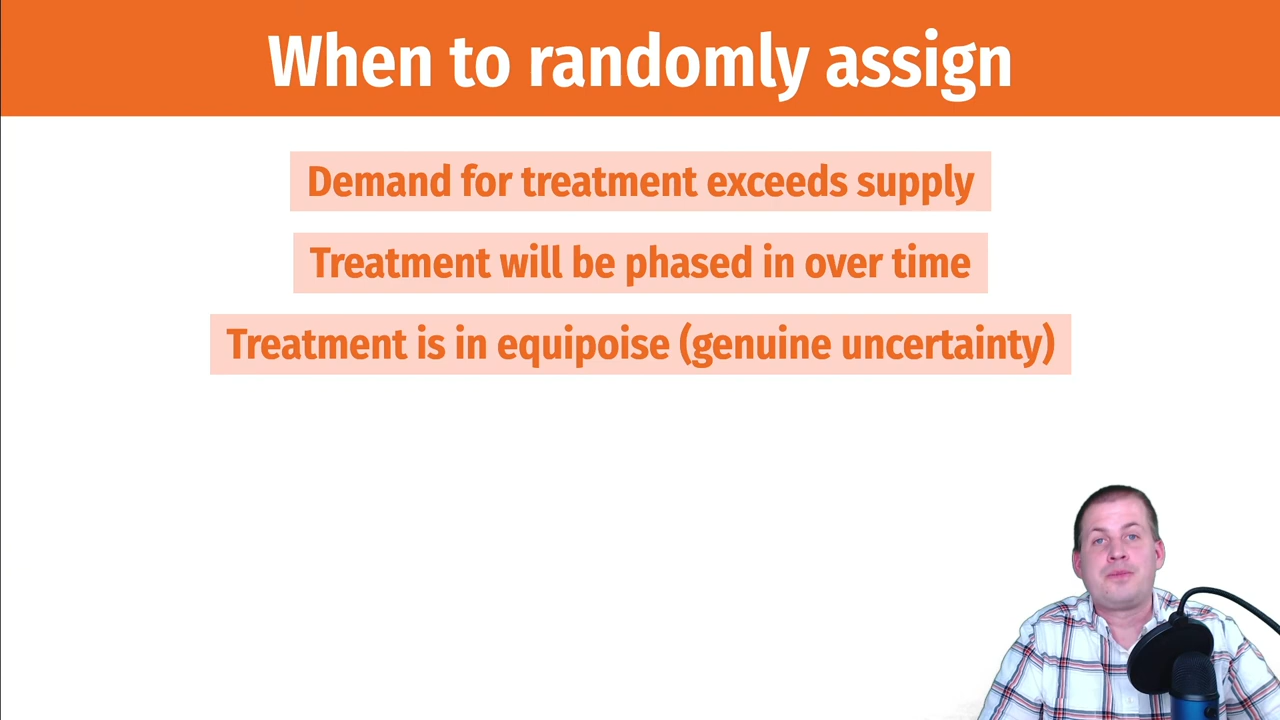 When to randomly assign
Demand for treatment exceeds supply
Treatment will be phased in over time
Treatment is in equipoise (genuine uncertainty)